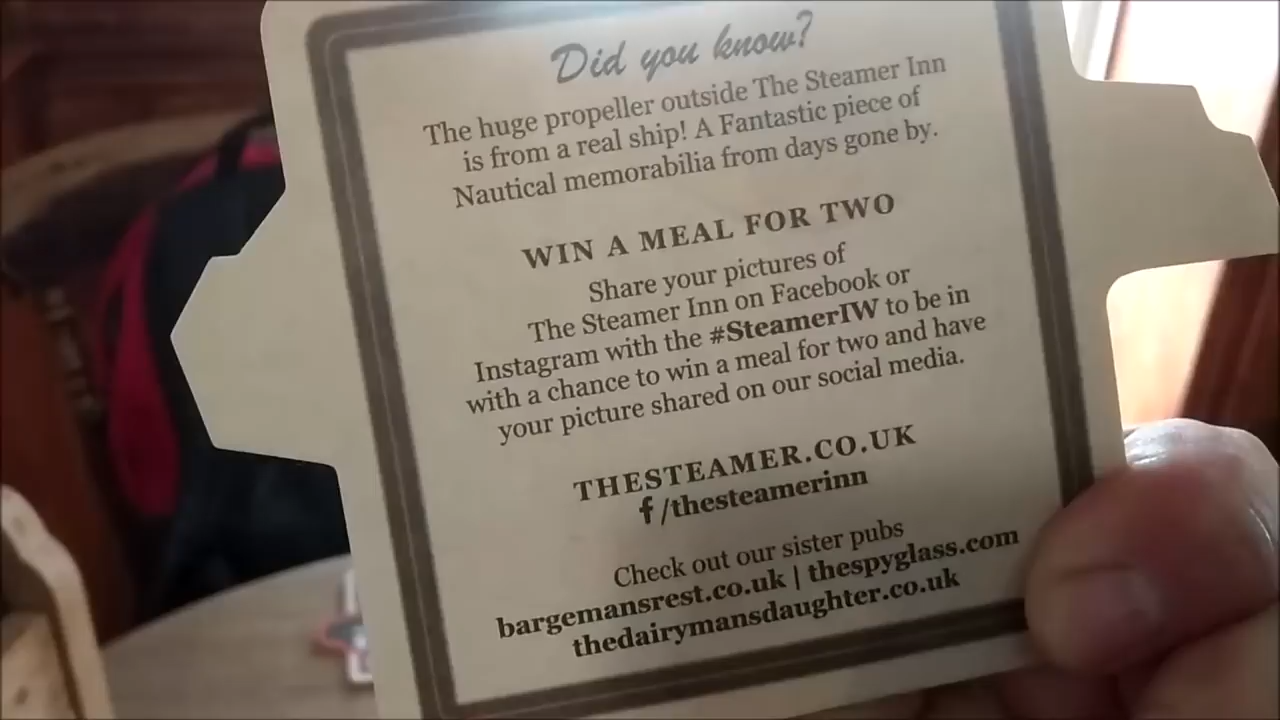 Did you know?
The huge propeller outside The Steamer Inn
is from a real ship! A Fantastic piece of
Nautical memorabilia from days gone by.
WIN A MEAL FOR TWO
Share your pictures of
The Steamer Inn on Facebook or
Instagram with the #SteamerIW to be in
with a chance to win a meal for two and have
your picture shared on our social media.
THESTEAMER.CO.UK
f/thesteamerinn
Check out our sister pubs
bargemansrest.co.uk | thespyglass.com
thedairymansdaughter.co.uk